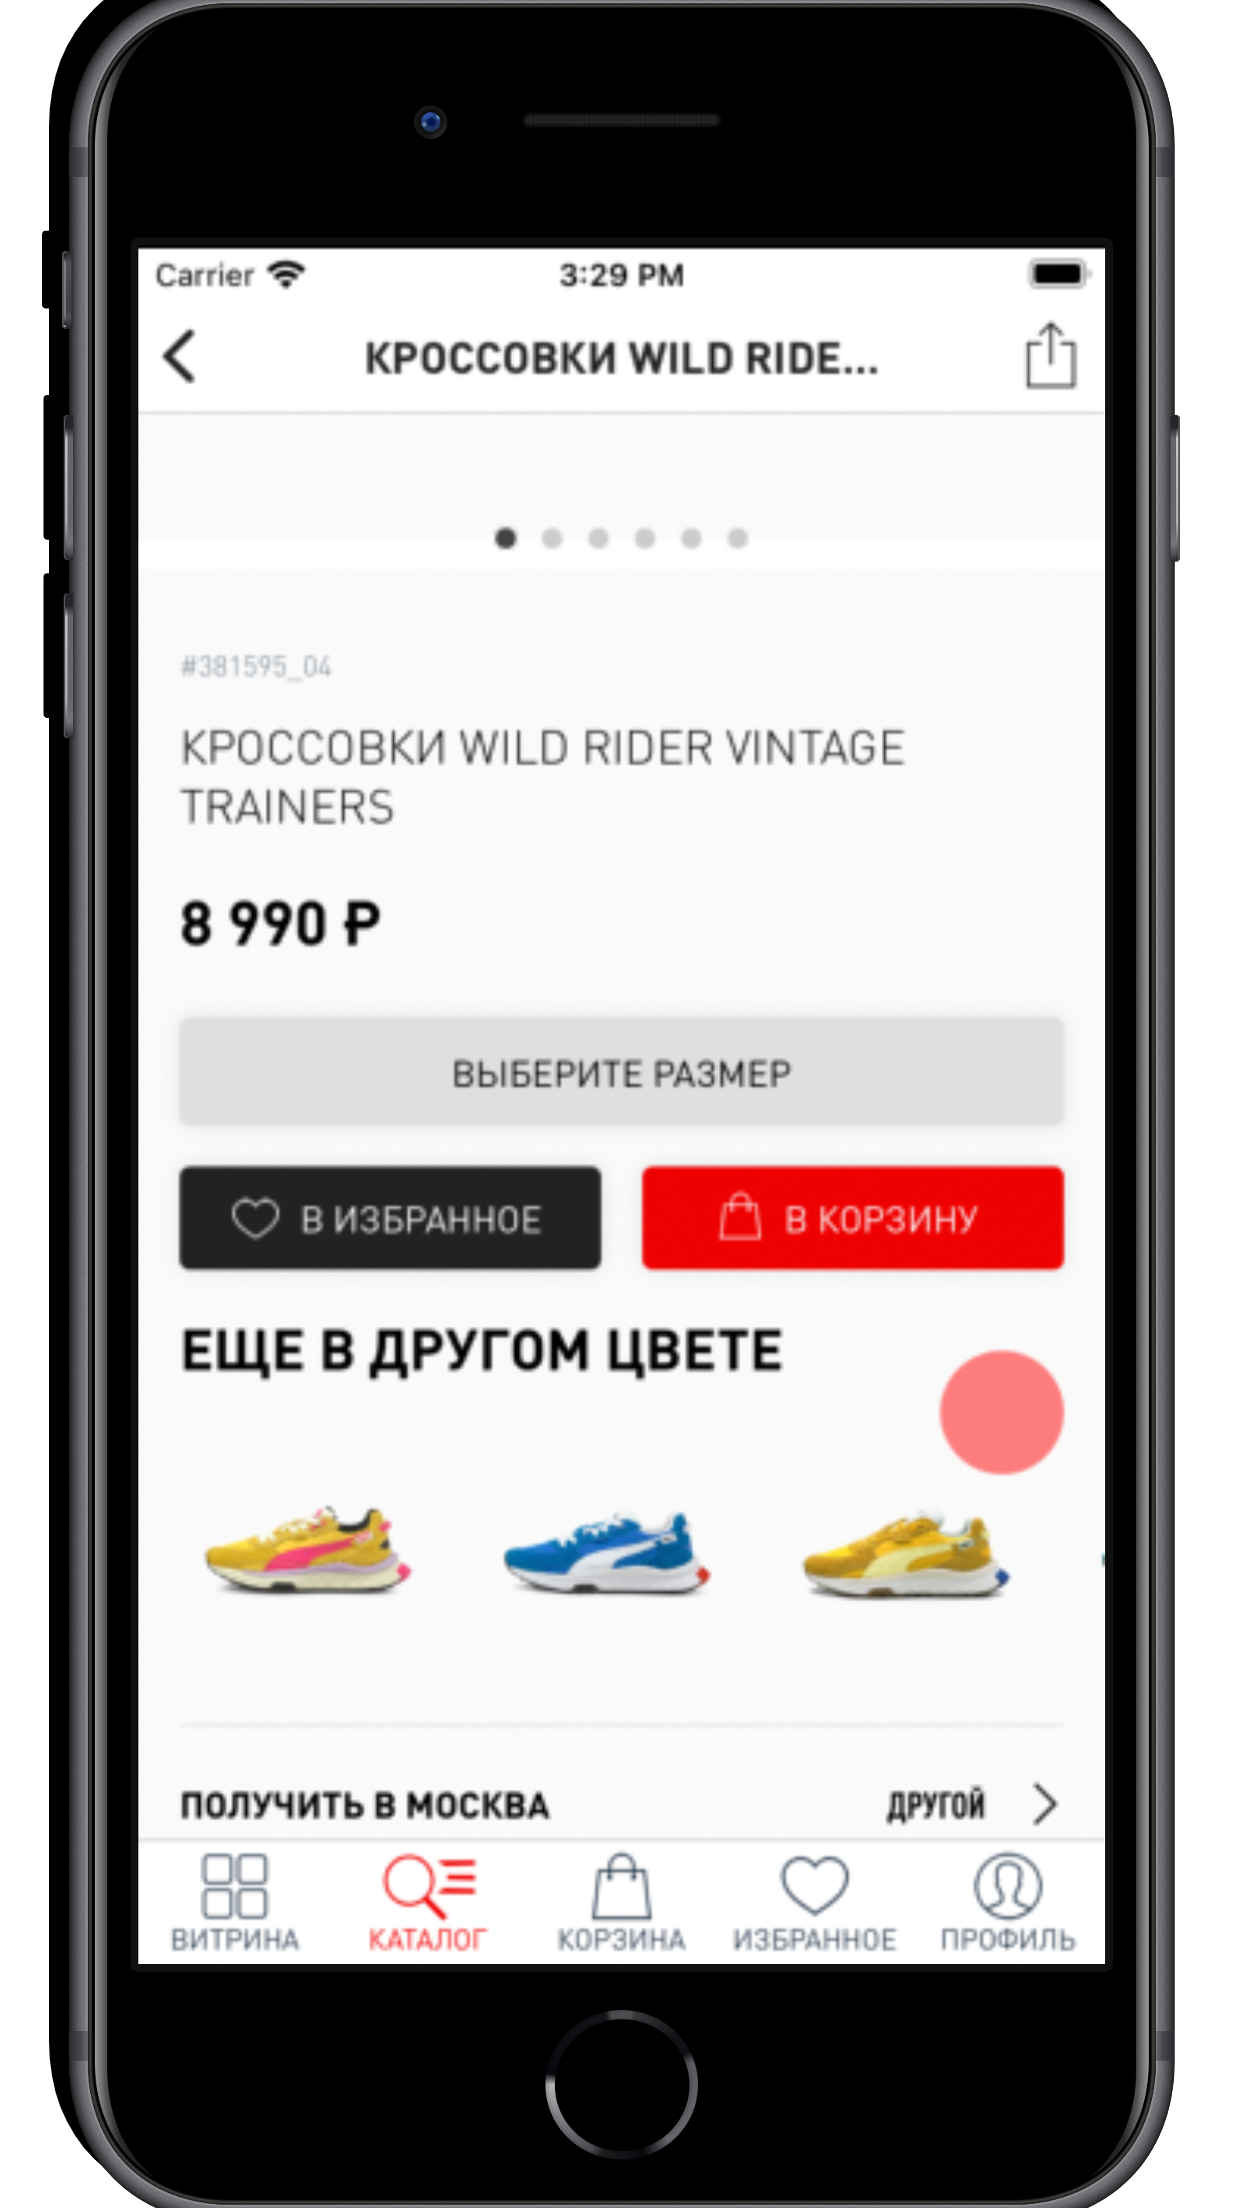 Carrier 3:29 PM
КРОССОВКИ WILD RIDE...
#381595_04
КРОССОВКИ WILD RIDER VINTAGE
TRAINERS
8 990 ₽
ВЫБЕРИТЕ РАЗМЕР
В ИЗБРАННОЕ В КОРЗИНУ
ЕЩЕ В ДРУГОМ ЦВЕТЕ
ПОЛУЧИТЬ В МОСКВА ДРУГОЙ
ВИТРИНА КАТАЛОГ КОРЗИНА ИЗБРАННОЕ ПРОФИЛЬ